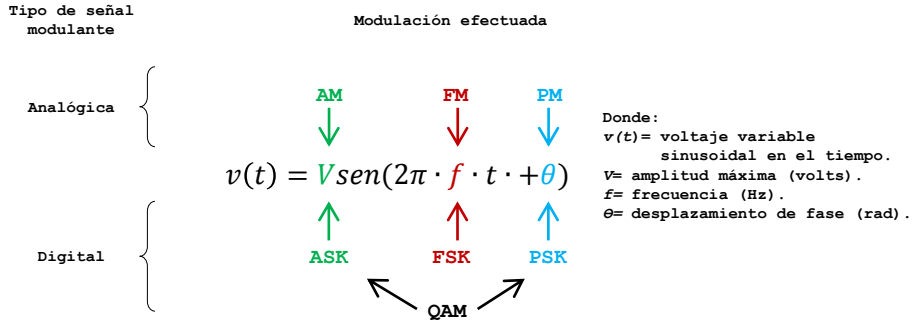 Tipo de señal
modulante
Modulación efectuada
Analógica
AM FM PM
v(t) = Vsen(2π · f · t · +θ)
Donde:
v(t)= voltaje variable
sinusoidal en el tiempo.
V= amplitud máxima (volts).
f= frecuencia (Hz).
θ= desplazamiento de fase (rad).
Digital
ASK FSK PSK
QAM